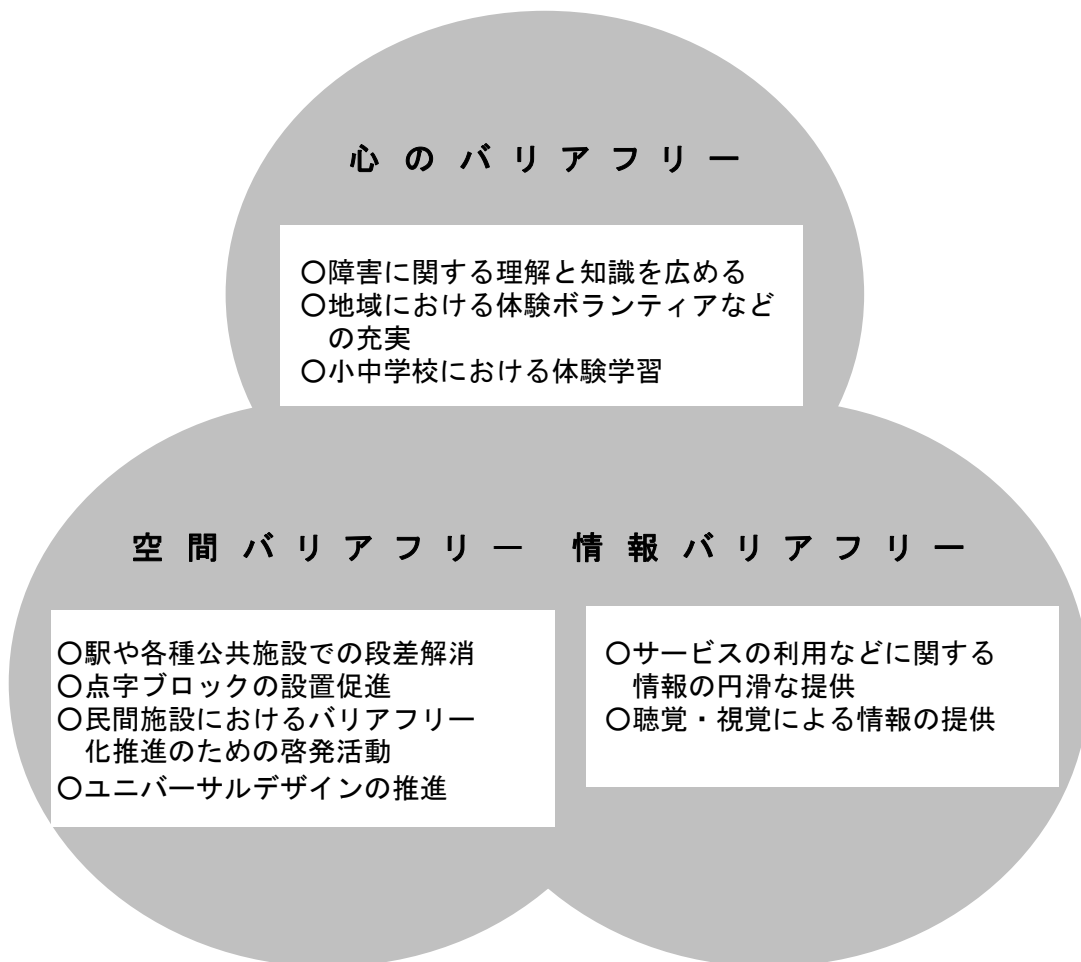 心のバリアフリー
○障害に関する理解と知識を広める
○地域における体験ボランティアなど
の充実
○小中学校における体験学習
空間バリアフリー
○駅や各種公共施設での段差解消
○点字ブロックの設置促進
○民間施設におけるバリアフリー
化推進のための啓発活動
○ユニバーサルデザインの推進
情報バリアフリー
○サービスの利用などに関する
情報の円滑な提供
○聴覚・視覚による情報の提供